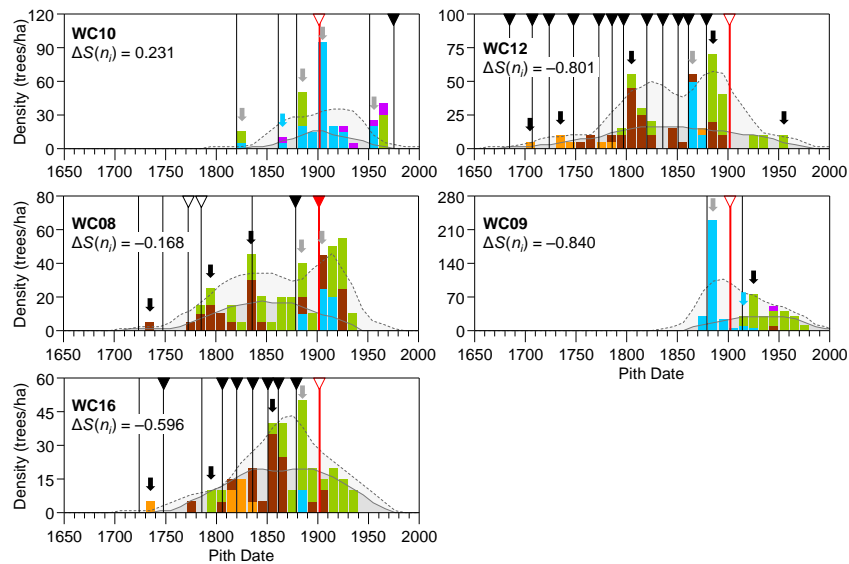 Density (trees/ha)
120
90
60
30
0
WC10
ΔS(nᵢ) = 0.231
1650 1700 1750 1800 1850 1900 1950 2000
100
75
50
25
0
WC12
ΔS(nᵢ) = –0.801
1650 1700 1750 1800 1850 1900 1950 2000
Density (trees/ha)
80
60
40
20
0
WC08
ΔS(nᵢ) = –0.168
1650 1700 1750 1800 1850 1900 1950 2000
280
210
140
70
0
WC09
ΔS(nᵢ) = –0.840
1650 1700 1750 1800 1850 1900 1950 2000
Pith Date
Density (trees/ha)
60
45
30
15
0
WC16
ΔS(nᵢ) = –0.596
1650 1700 1750 1800 1850 1900 1950 2000
Pith Date